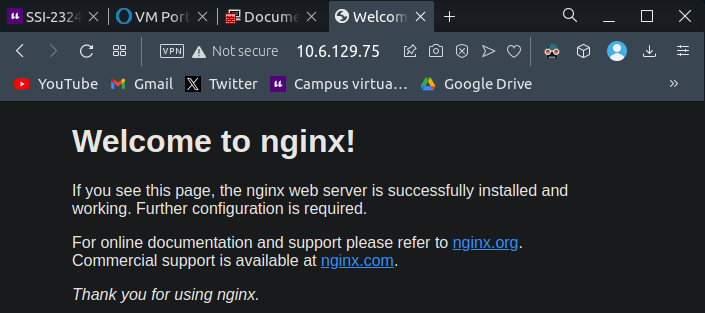 SSI-2324
VM Port
Docume
Welcom
VPN
Not secure
10.6.129.75
YouTube
Gmail
Twitter
Campus virtua...
Google Drive
»
Welcome to nginx!
If you see this page, the nginx web server is successfully installed and
working. Further configuration is required.
For online documentation and support please refer to nginx.org.
Commercial support is available at nginx.com.
Thank you for using nginx.